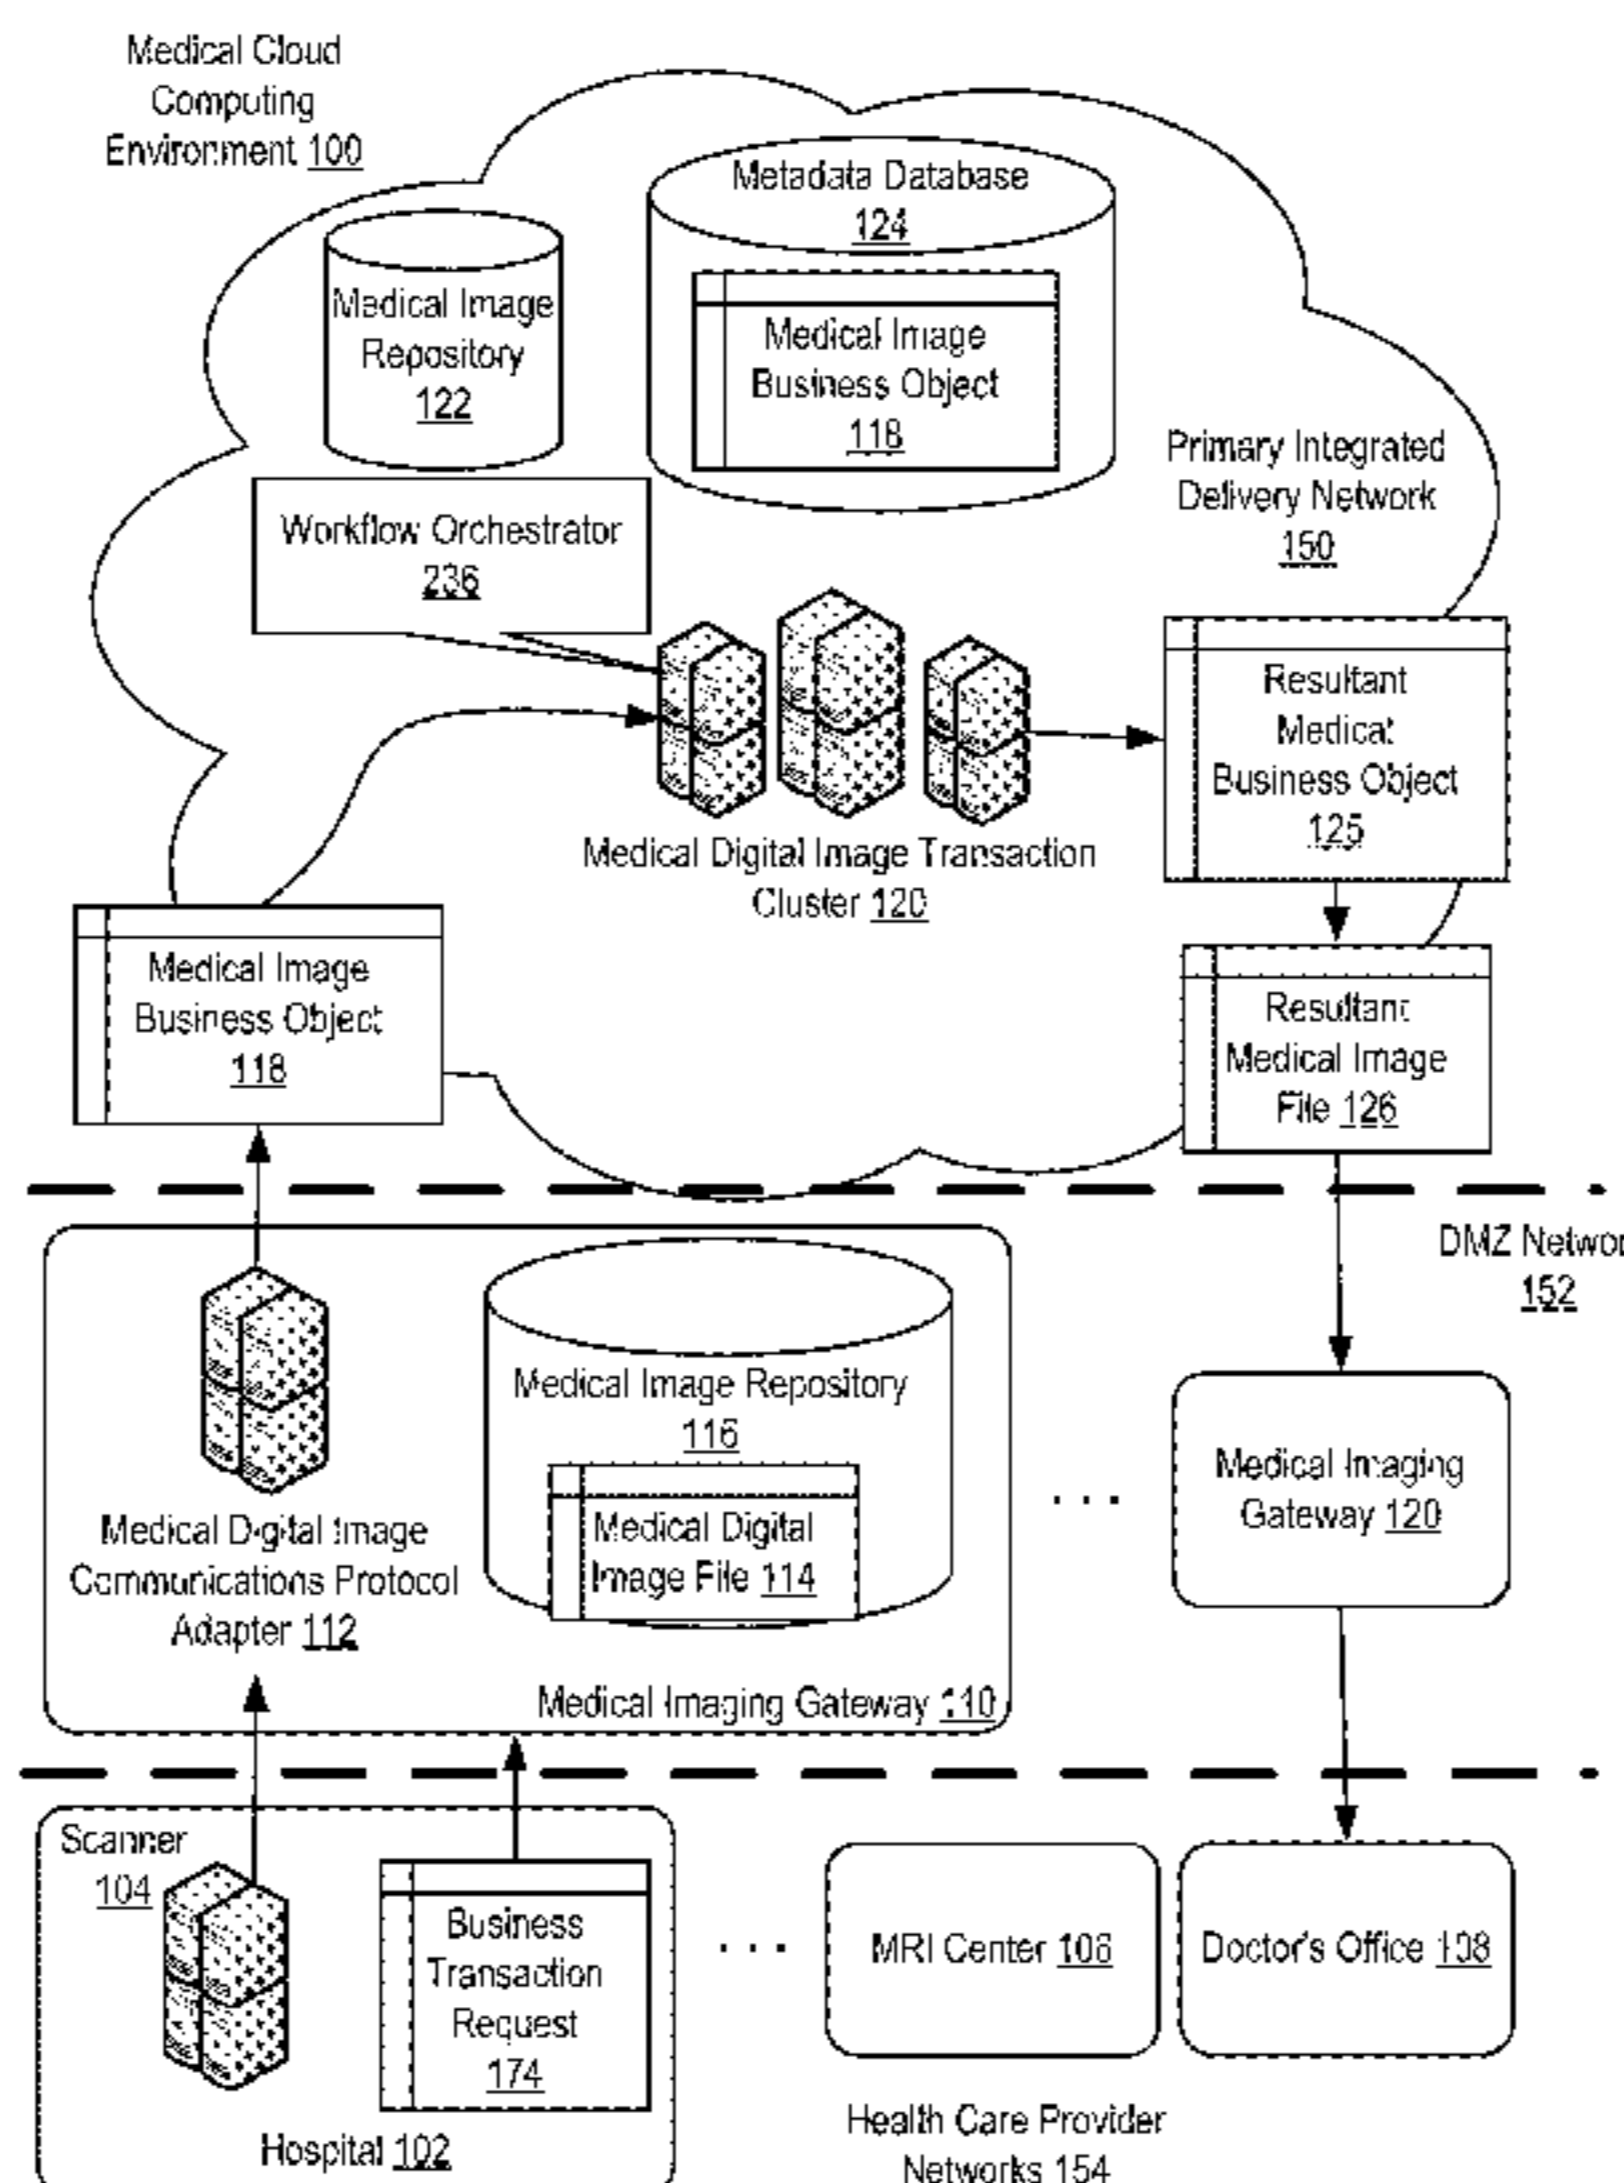 Medical Cloud
Computing
Environment 100
Metadata Database
124
Medical Image
Repository
122
Medical Image
Business Object
118
Primary Integrated
Delivery Network
150
Workflow Orchestrator
236
Resultant
Medical
Business Object
125
Medical Digital Image Transaction
Cluster 120
Medical Image
Business Object
118
Resultant
Medical Image
File 126
DMZ Networ
152
Medical Image Repository
116
Medical Digital
Image File 114
Medical Digital Image
Communications Protocol
Adapter 112
...
Medical Imaging
Gateway 120
Medical Imaging Gateway 110
Scanner
104
Business
Transaction
Request
174
...
MRI Center 106
Doctor's Office 108
Hospital 102
Health Care Provider
Networks 154